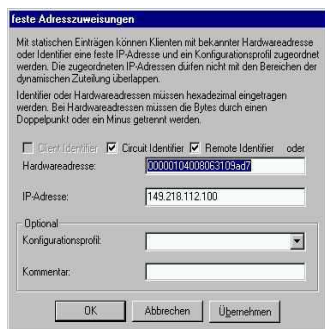 feste Adresszuweisungen
Mit statischen Einträgen können Klienten mit bekannter Hardwareadresse
oder Identifier eine feste IP-Adresse und ein Konfigurationsprofil zugeordnet
werden. Die zugeordneten IP-Adressen dürfen nicht mit den Bereichen der
dynamischen Zuteilung überlappen.
Identifier oder Hardwareadressen müssen hexadezimal eingetragen
werden. Bei Hardwareadressen müssen die Bytes durch einen
Doppelpunkt oder ein Minus getrennt werden.
Client Identifier Circuit Identifier Remote Identifier oder
Hardwareadresse: 00000104008063109ad7
IP-Adresse: 149.218.112.100
Optional
Konfigurationsprofil:
Kommentar:
OK Abbrechen Übernehmen